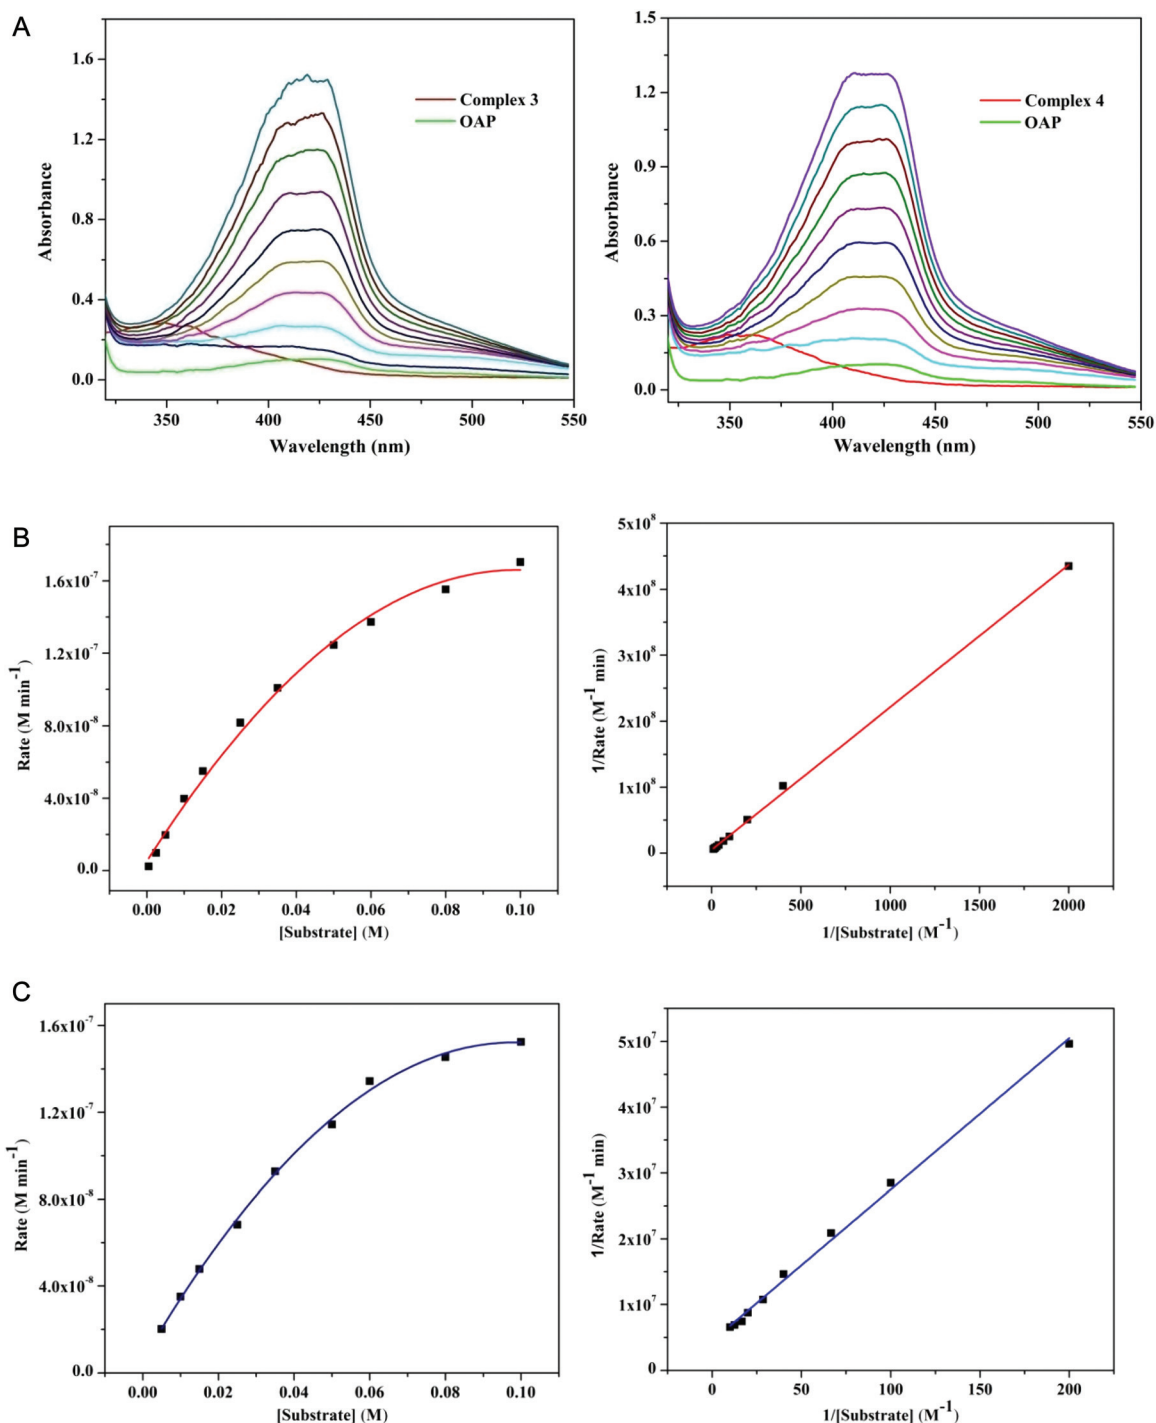 A
Absorbance
1.6
1.2
0.8
0.4
0.0
350 400 450 500 550
Wavelength (nm)
Complex 3
OAP
Absorbance
1.5
1.2
0.9
0.6
0.3
0.0
350 400 450 500 550
Wavelength (nm)
Complex 4
OAP
B
Rate (M min⁻¹)
1.6x10⁻⁷
1.2x10⁻⁷
8.0x10⁻⁸
4.0x10⁻⁸
0.0
0.00 0.02 0.04 0.06 0.08 0.10
[Substrate] (M)
1/Rate (M⁻¹ min)
5x10⁸
4x10⁸
3x10⁸
2x10⁸
1x10⁸
0
0 500 1000 1500 2000
1/[Substrate] (M⁻¹)
C
Rate (M min⁻¹)
1.6x10⁻⁷
1.2x10⁻⁷
8.0x10⁻⁸
4.0x10⁻⁸
0.0
0.00 0.02 0.04 0.06 0.08 0.10
[Substrate] (M)
1/Rate (M⁻¹ min)
5x10⁷
4x10⁷
3x10⁷
2x10⁷
1x10⁷
0
0 50 100 150 200
1/[Substrate] (M⁻¹)